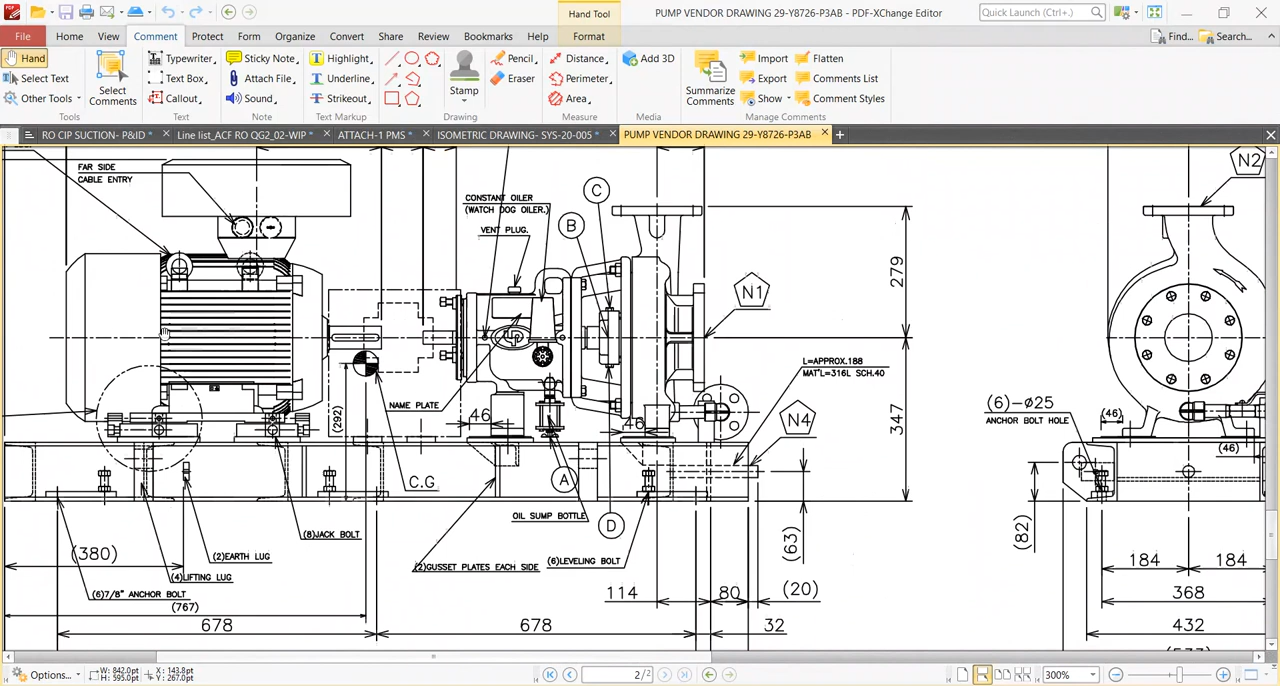 PUMP VENDOR DRAWING 29-Y8726-P3AB - PDF-XChange Editor
Hand Tool
Quick Launch (Ctrl+.)
File Home View Comment Protect Form Organize Convert Share Review Bookmarks Help Format
Find...
Search...
Hand
Select Text
Other Tools
Tools
Select
Comments
Typewriter
Text Box
Callout
Text
Sticky Note
Attach File
Sound
Note
Highlight
Underline
Strikeout
Text Markup
Stamp
Pencil
Eraser
Drawing
Distance
Perimeter
Area
Measure
Add 3D
Media
Summarize
Comments
Import
Export
Show
Flatten
Comments List
Comment Styles
Manage Comments
RO CIP SUCTION- P&ID *
Line list_ACF RO QG2_02-WIP *
ATTACH-1 PMS *
ISOMETRIC DRAWING- SYS-20-005 *
PUMP VENDOR DRAWING 29-Y8726-P3AB
FAR SIDE
CABLE ENTRY
CONSTANT OILER
(WATCH DOG OILER.)
VENT PLUG.
C
B
N1
N2
279
L=APPROX.188
MAT'L=316L SCH.40
NAME PLATE
(292)
46
46
347
N4
(6)-ø25
ANCHOR BOLT HOLE
(46)
(46)
C.G
A
D
OIL SUMP BOTTLE
(82)
(63)
(8)JACK BOLT
(380)
(2)EARTH LUG
(2)GUSSET PLATES EACH SIDE
(6)LEVELING BOLT
(4)LIFTING LUG
(6)7/8" ANCHOR BOLT
(767)
114
80
(20)
184
184
368
678
678
32
432
Options...
W: 842.0pt
H: 595.0pt
X: 143.8pt
Y: 267.0pt
2/2
300%